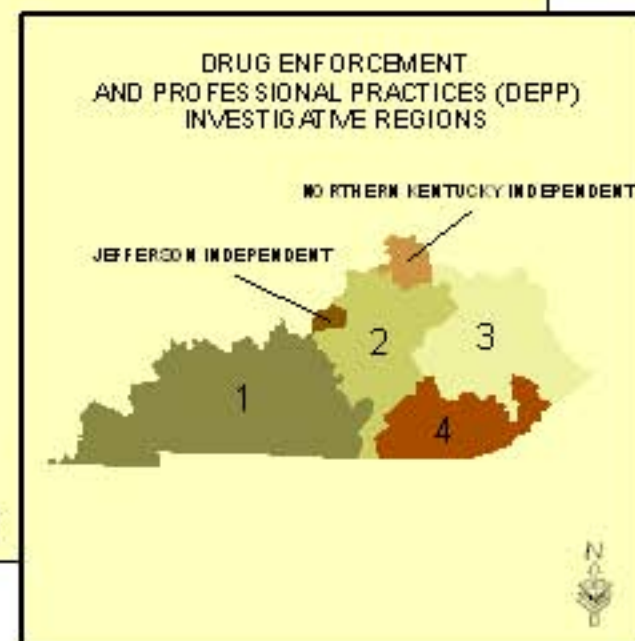 DRUG ENFORCEMENT
AND PROFESSIONAL PRACTICES (DEPP)
INVESTIGATIVE REGIONS
NORTHERN KENTUCKY INDEPENDENT
JEFFERSON INDEPENDENT
1
2
3
4
N